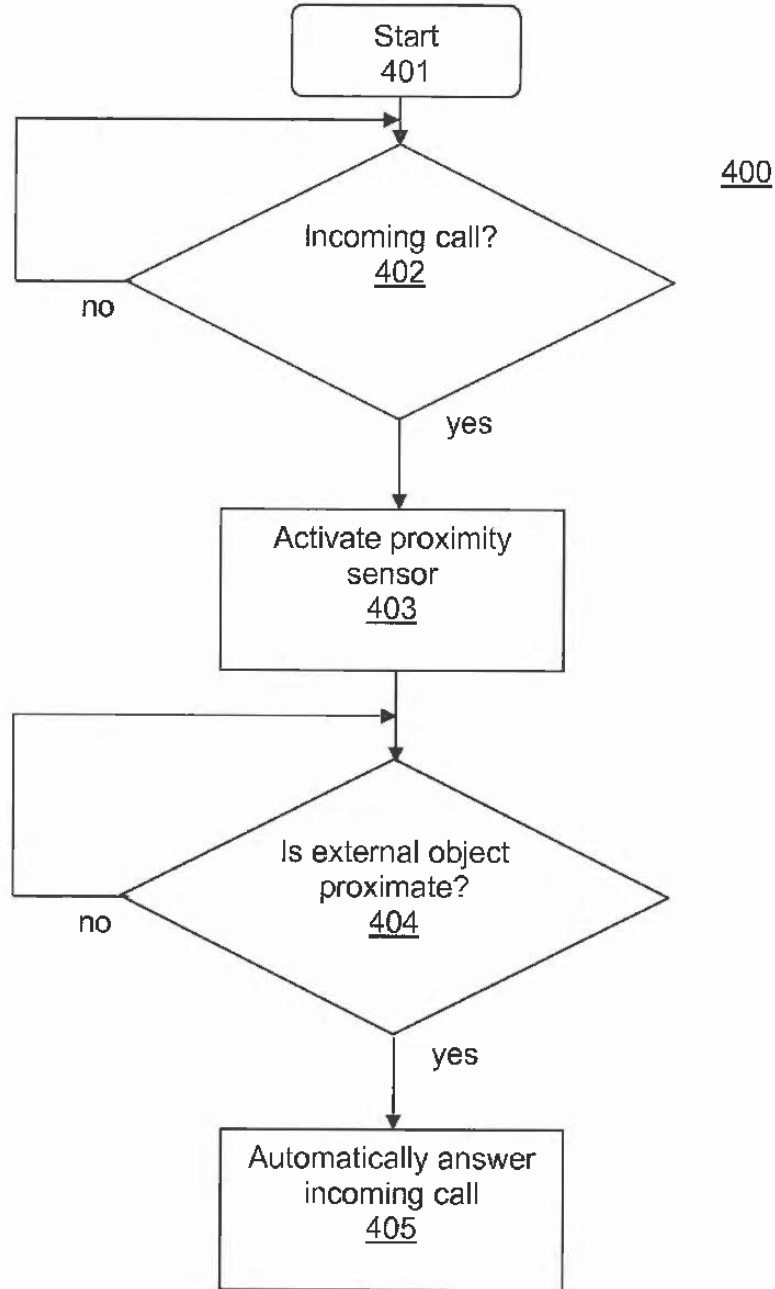 Start
401
400
Incoming call?
402
no
yes
Activate proximity
sensor
403
Is external object
proximate?
404
no
yes
Automatically answer
incoming call
405